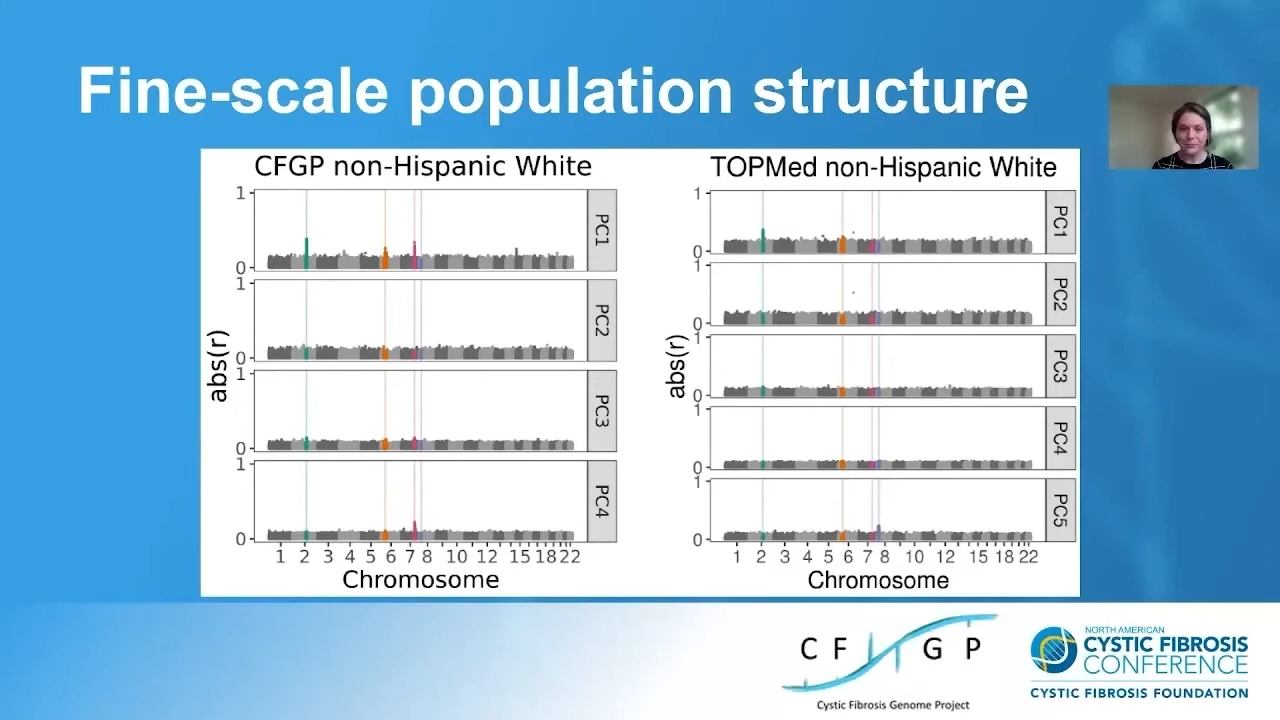 Fine-scale population structure
CFGP non-Hispanic White
1
0
PC1
1
0
PC2
1
0
PC3
1
0
PC4
abs(r)
1 2 3 4 5 6 7 8 10 12 15 18 22
Chromosome
TOPMed non-Hispanic White
1
0
PC1
1
0
PC2
1
0
PC3
1
0
PC4
1
0
PC5
abs(r)
1 2 3 4 5 6 7 8 10 12 15 18 22
Chromosome
CF GP
Cystic Fibrosis Genome Project
NORTH AMERICAN
CYSTIC FIBROSIS
CONFERENCE
CYSTIC FIBROSIS FOUNDATION